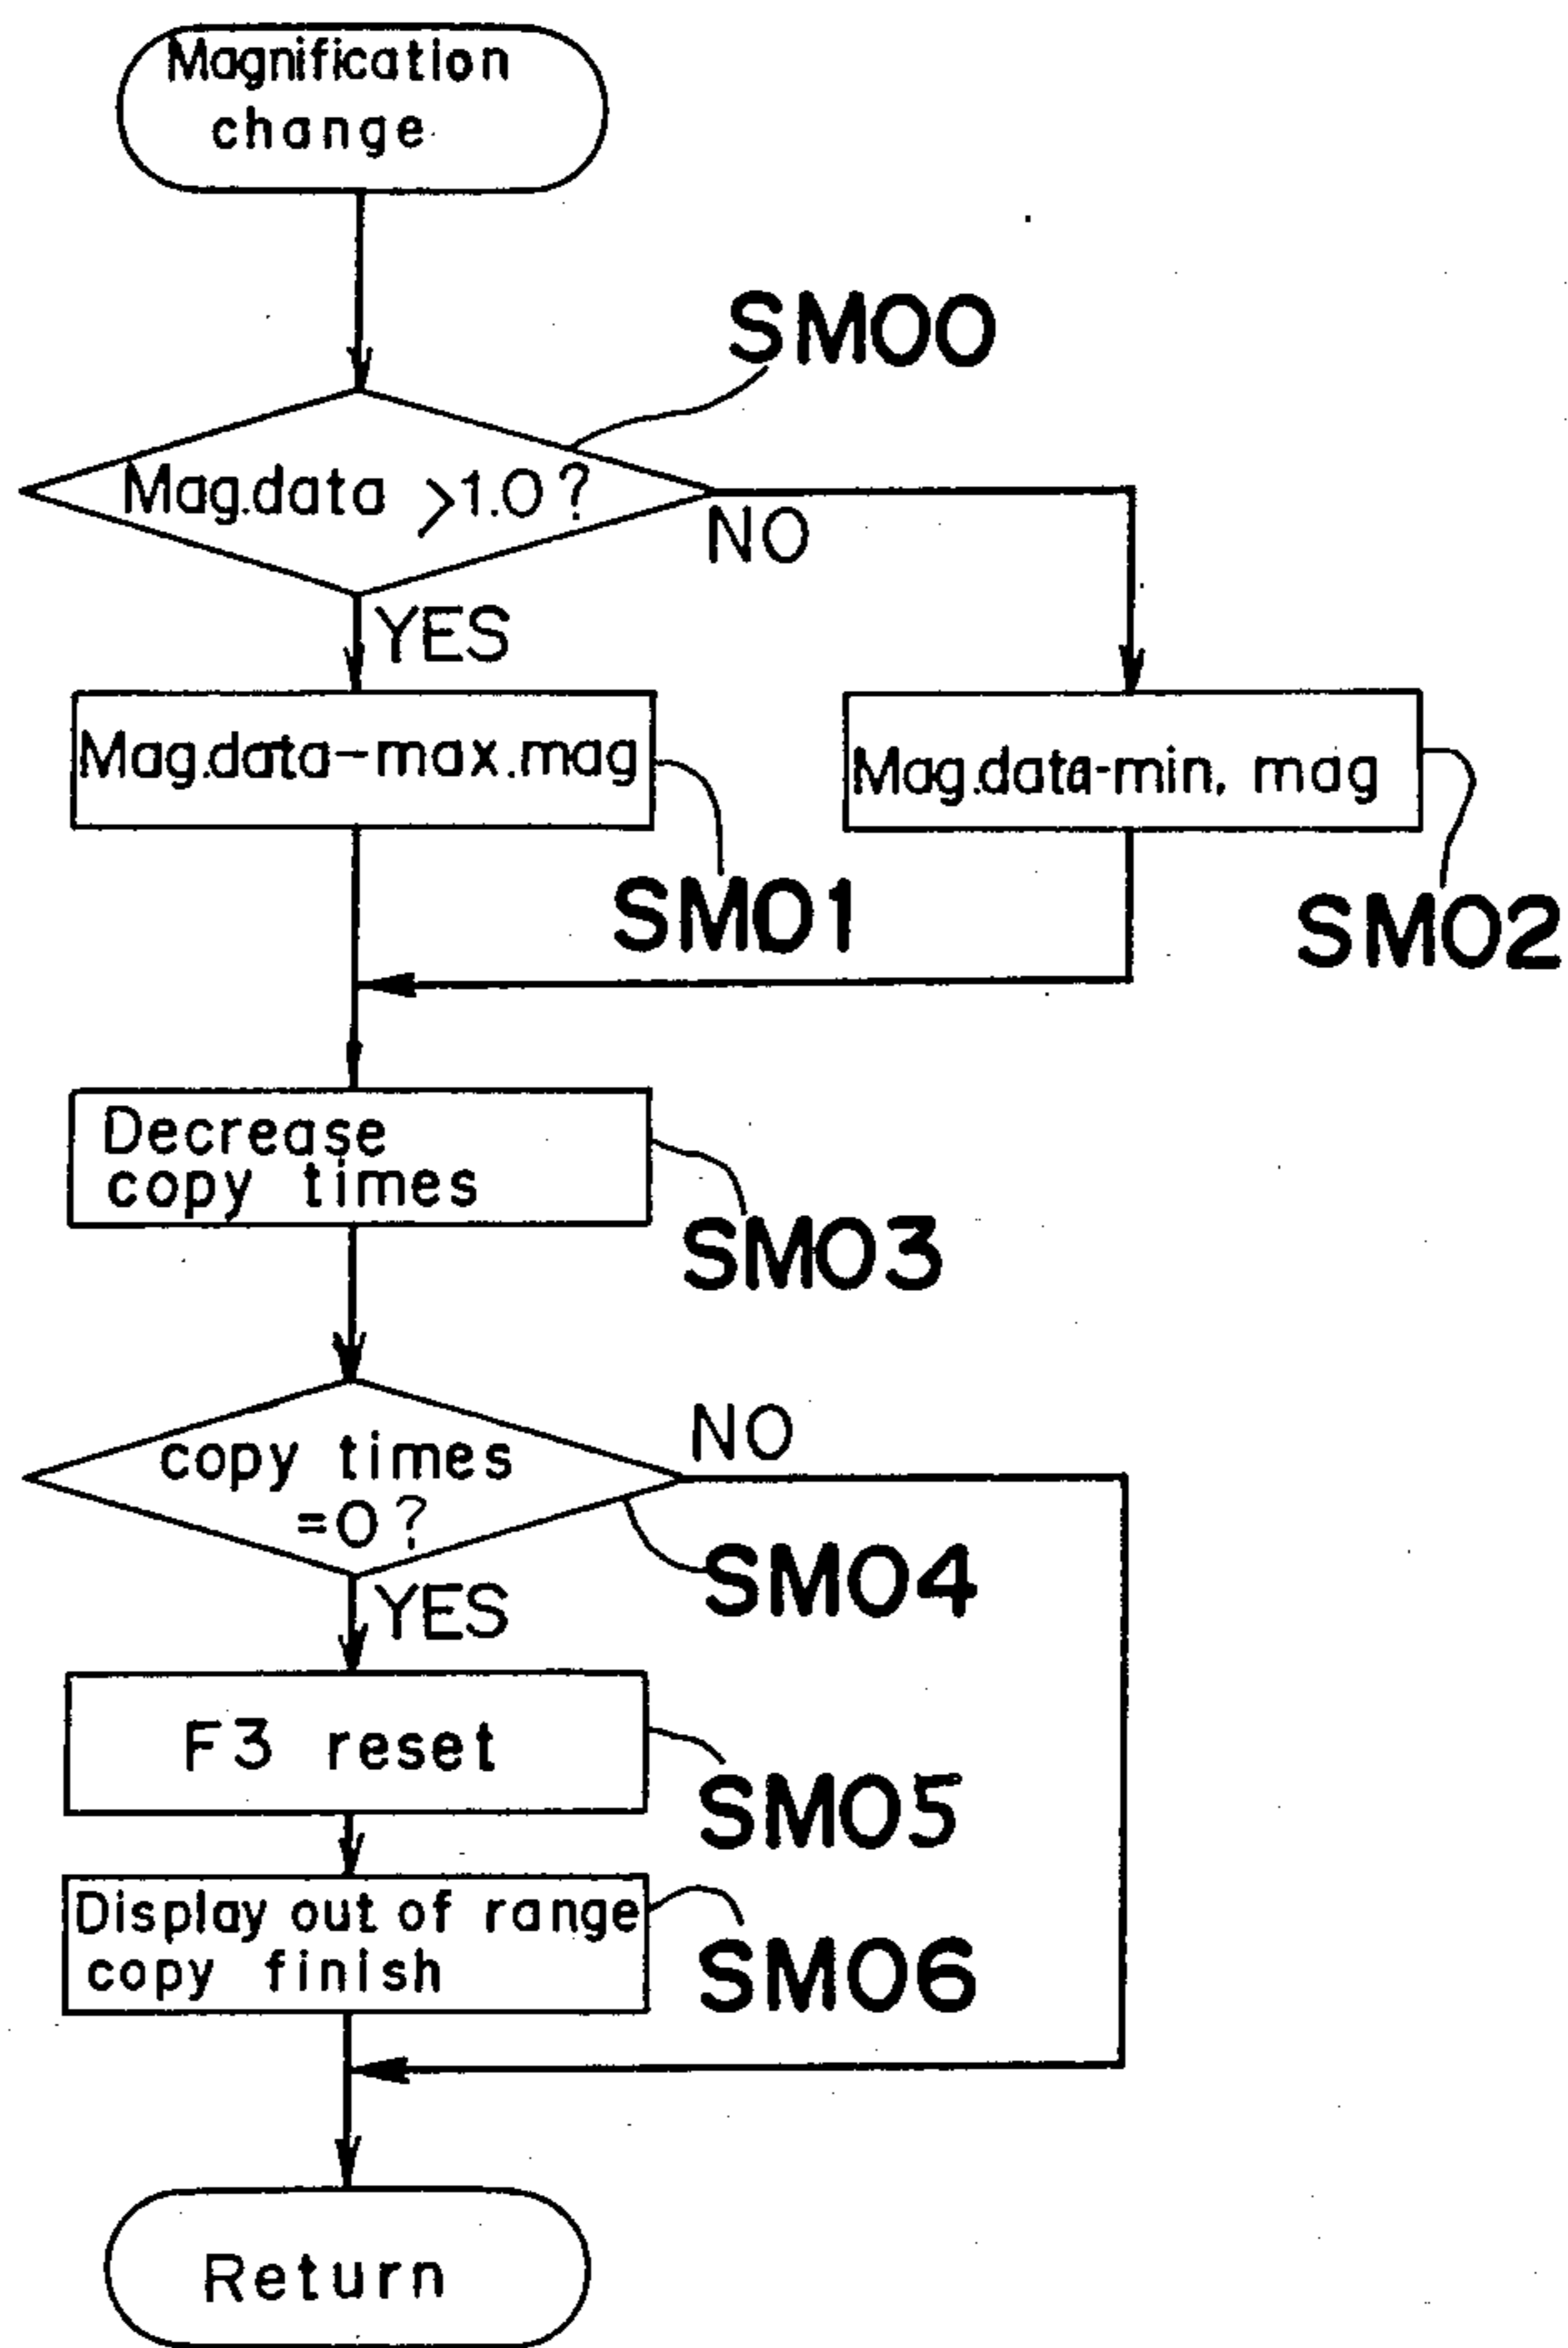 Magnification
change
SM00
Mag.data >1.0?
NO
YES
Mag.data-max.mag
Mag.data-min, mag
SM01
SM02
Decrease
copy times
SM03
copy times
=0?
NO
SM04
YES
F3 reset
SM05
Display out of range
copy finish
SM06
Return